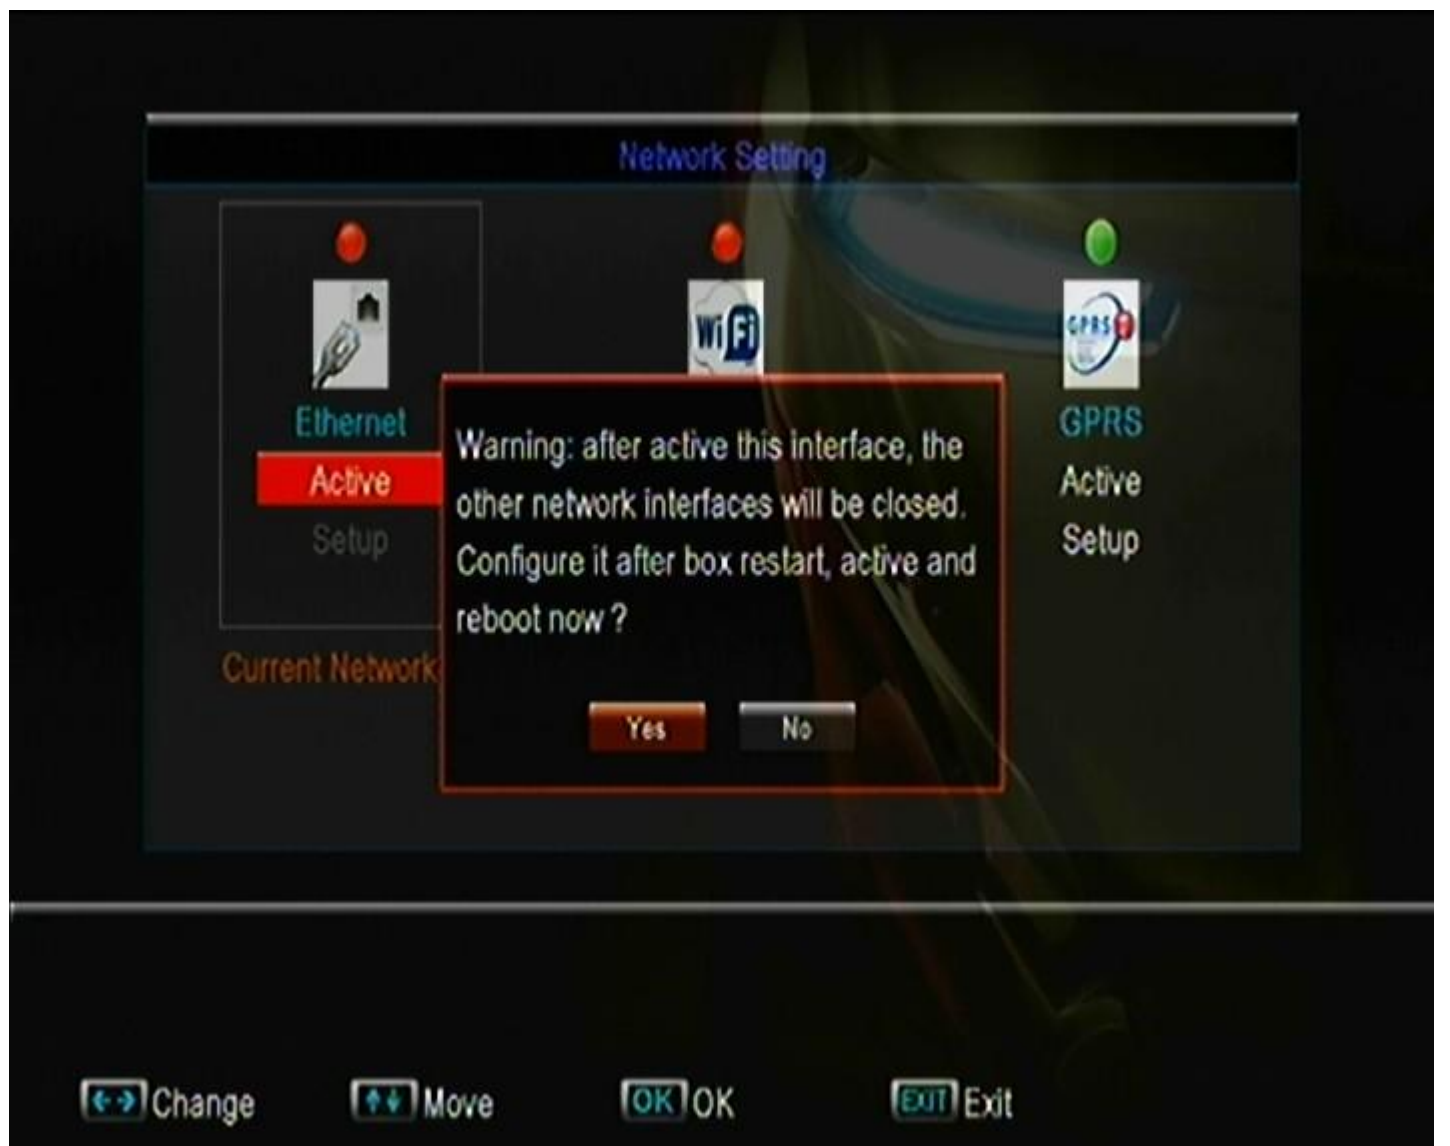 Network Setting
WiFi
GPRS
Ethernet
GPRS
Active
Active
Setup
Setup
Warning: after active this interface, the
other network interfaces will be closed.
Configure it after box restart, active and
reboot now ?
Current Network
Yes
No
Change
Move
OK OK
EXIT Exit